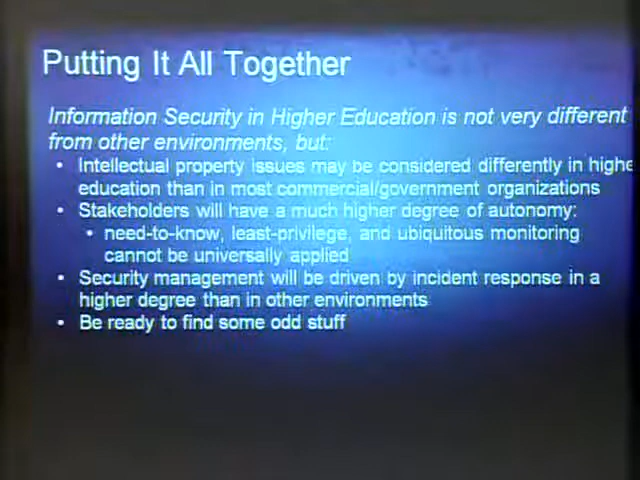 Putting It All Together
Information Security in Higher Education is not very different
from other environments, but:
• Intellectual property issues may be considered differently in highe
education than in most commercial/government organizations
• Stakeholders will have a much higher degree of autonomy:
• need-to-know, least-privilege, and ubiquitous monitoring
cannot be universally applied
• Security management will be driven by incident response in a
higher degree than in other environments
• Be ready to find some odd stuff